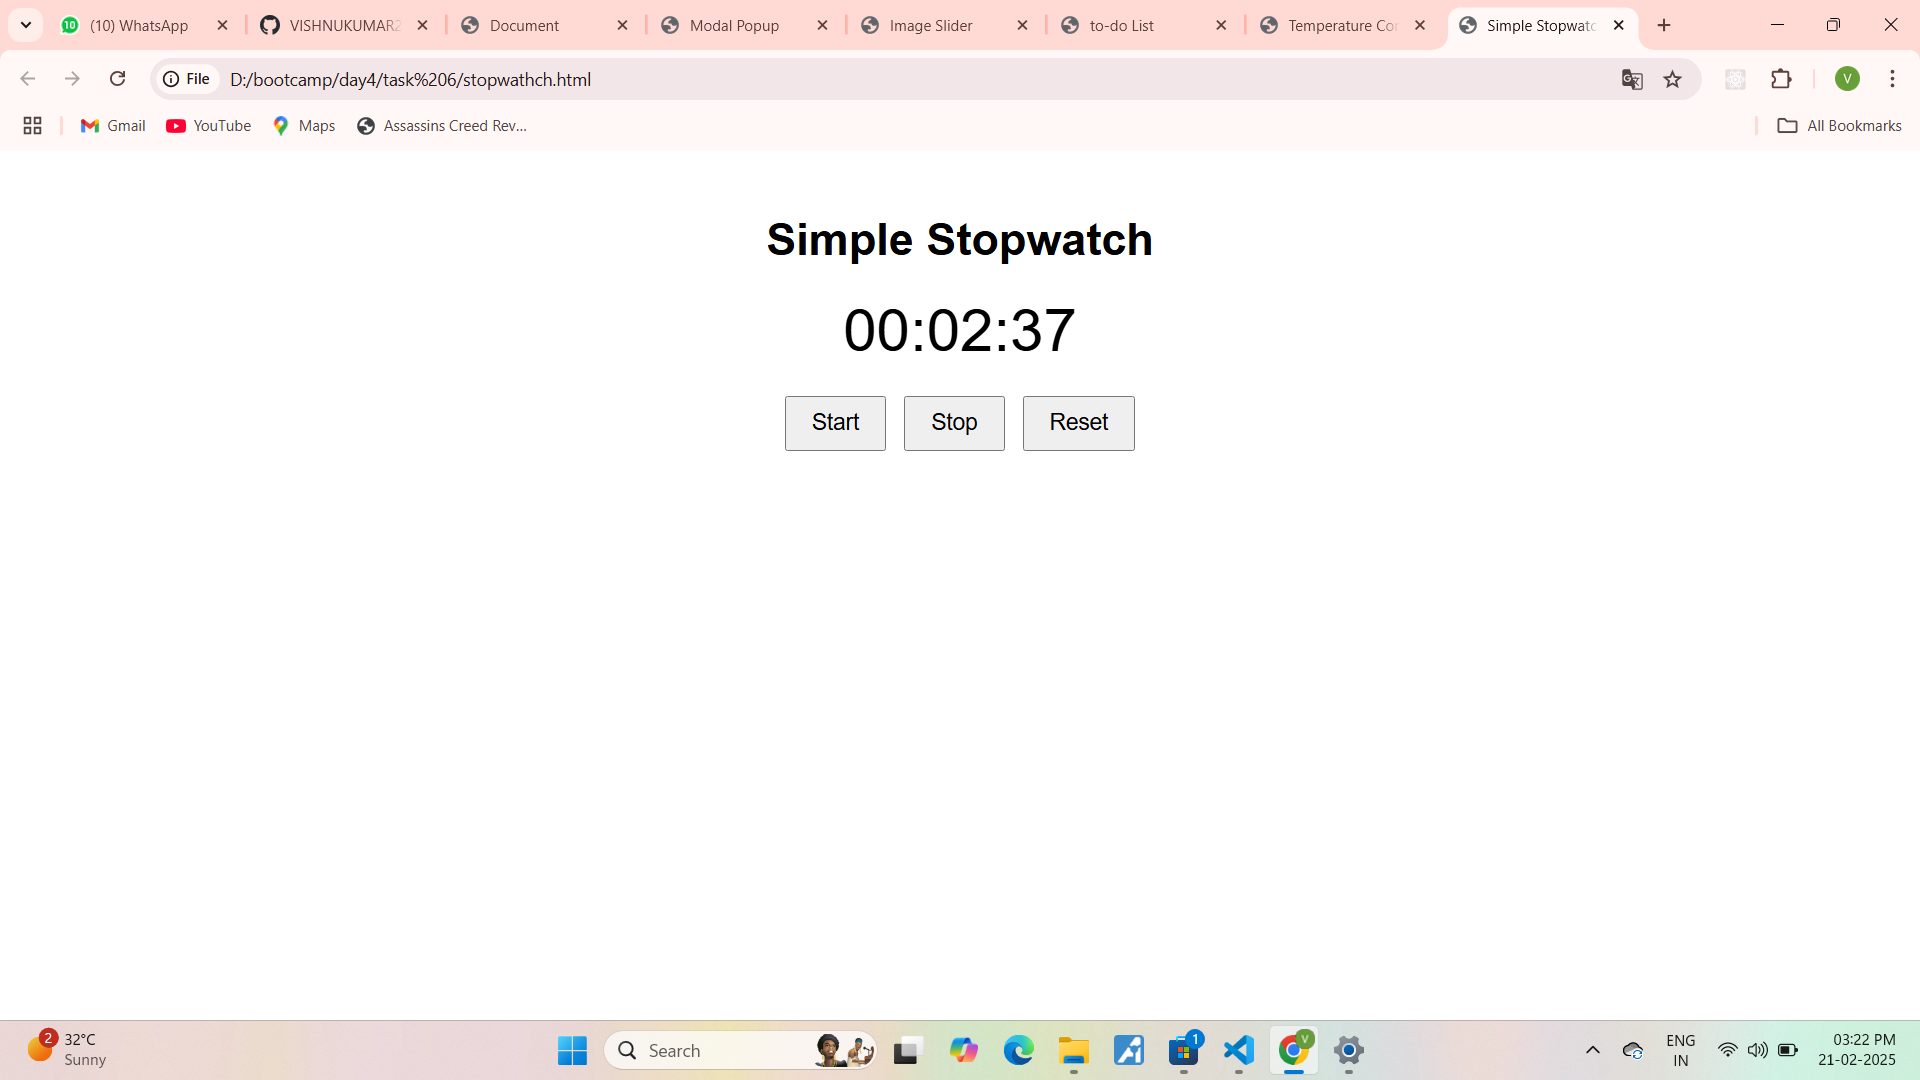 10
(10) WhatsApp
VISHNUKUMAR2
Document
Modal Popup
Image Slider
to-do List
Temperature Con
Simple Stopwatc
File
D:/bootcamp/day4/task%206/stopwathch.html
V
Gmail
YouTube
Maps
Assassins Creed Rev...
All Bookmarks
Simple Stopwatch
00:02:37
Start
Stop
Reset
2
32°C
Sunny
Search
1
V
ENG
IN
03:22 PM
21-02-2025